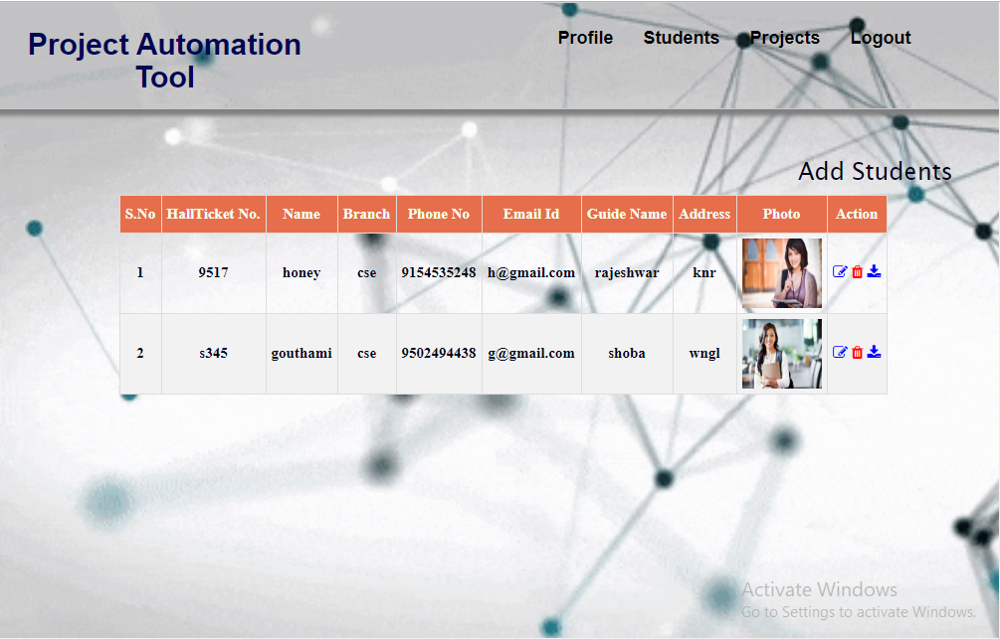 Project Automation
Tool
Profile Students Projects Logout
Add Students
S.No HallTicket No. Name Branch Phone No Email Id Guide Name Address Photo Action
1 9517 honey cse 9154535248 h@gmail.com rajeshwar knr
2 s345 gouthami cse 9502494438 g@gmail.com shoba wngl
Activate Windows
Go to Settings to activate Windows.